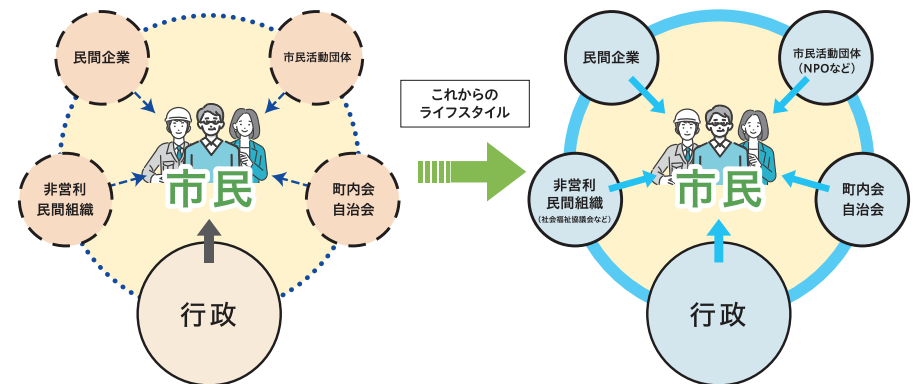 民間企業
市民活動団体
非営利
民間組織
町内会
自治会
市民
行政
これからの
ライフスタイル
民間企業
市民活動団体
（NPOなど）
非営利
民間組織
（社会福祉協議会など）
町内会
自治会
市民
行政